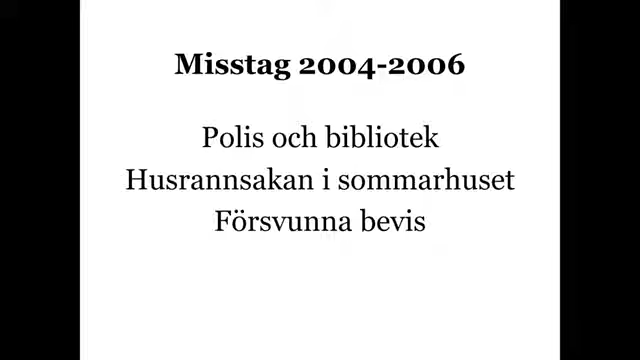 Misstag 2004-2006
Polis och bibliotek
Husrannsakan i sommarhuset
Försvunna bevis